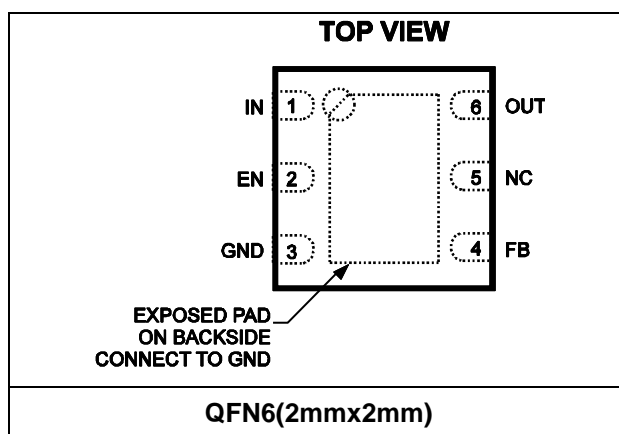 TOP VIEW
IN 1 6 OUT
EN 2 5 NC
GND 3 4 FB
EXPOSED PAD
ON BACKSIDE
CONNECT TO GND
QFN6(2mmx2mm)